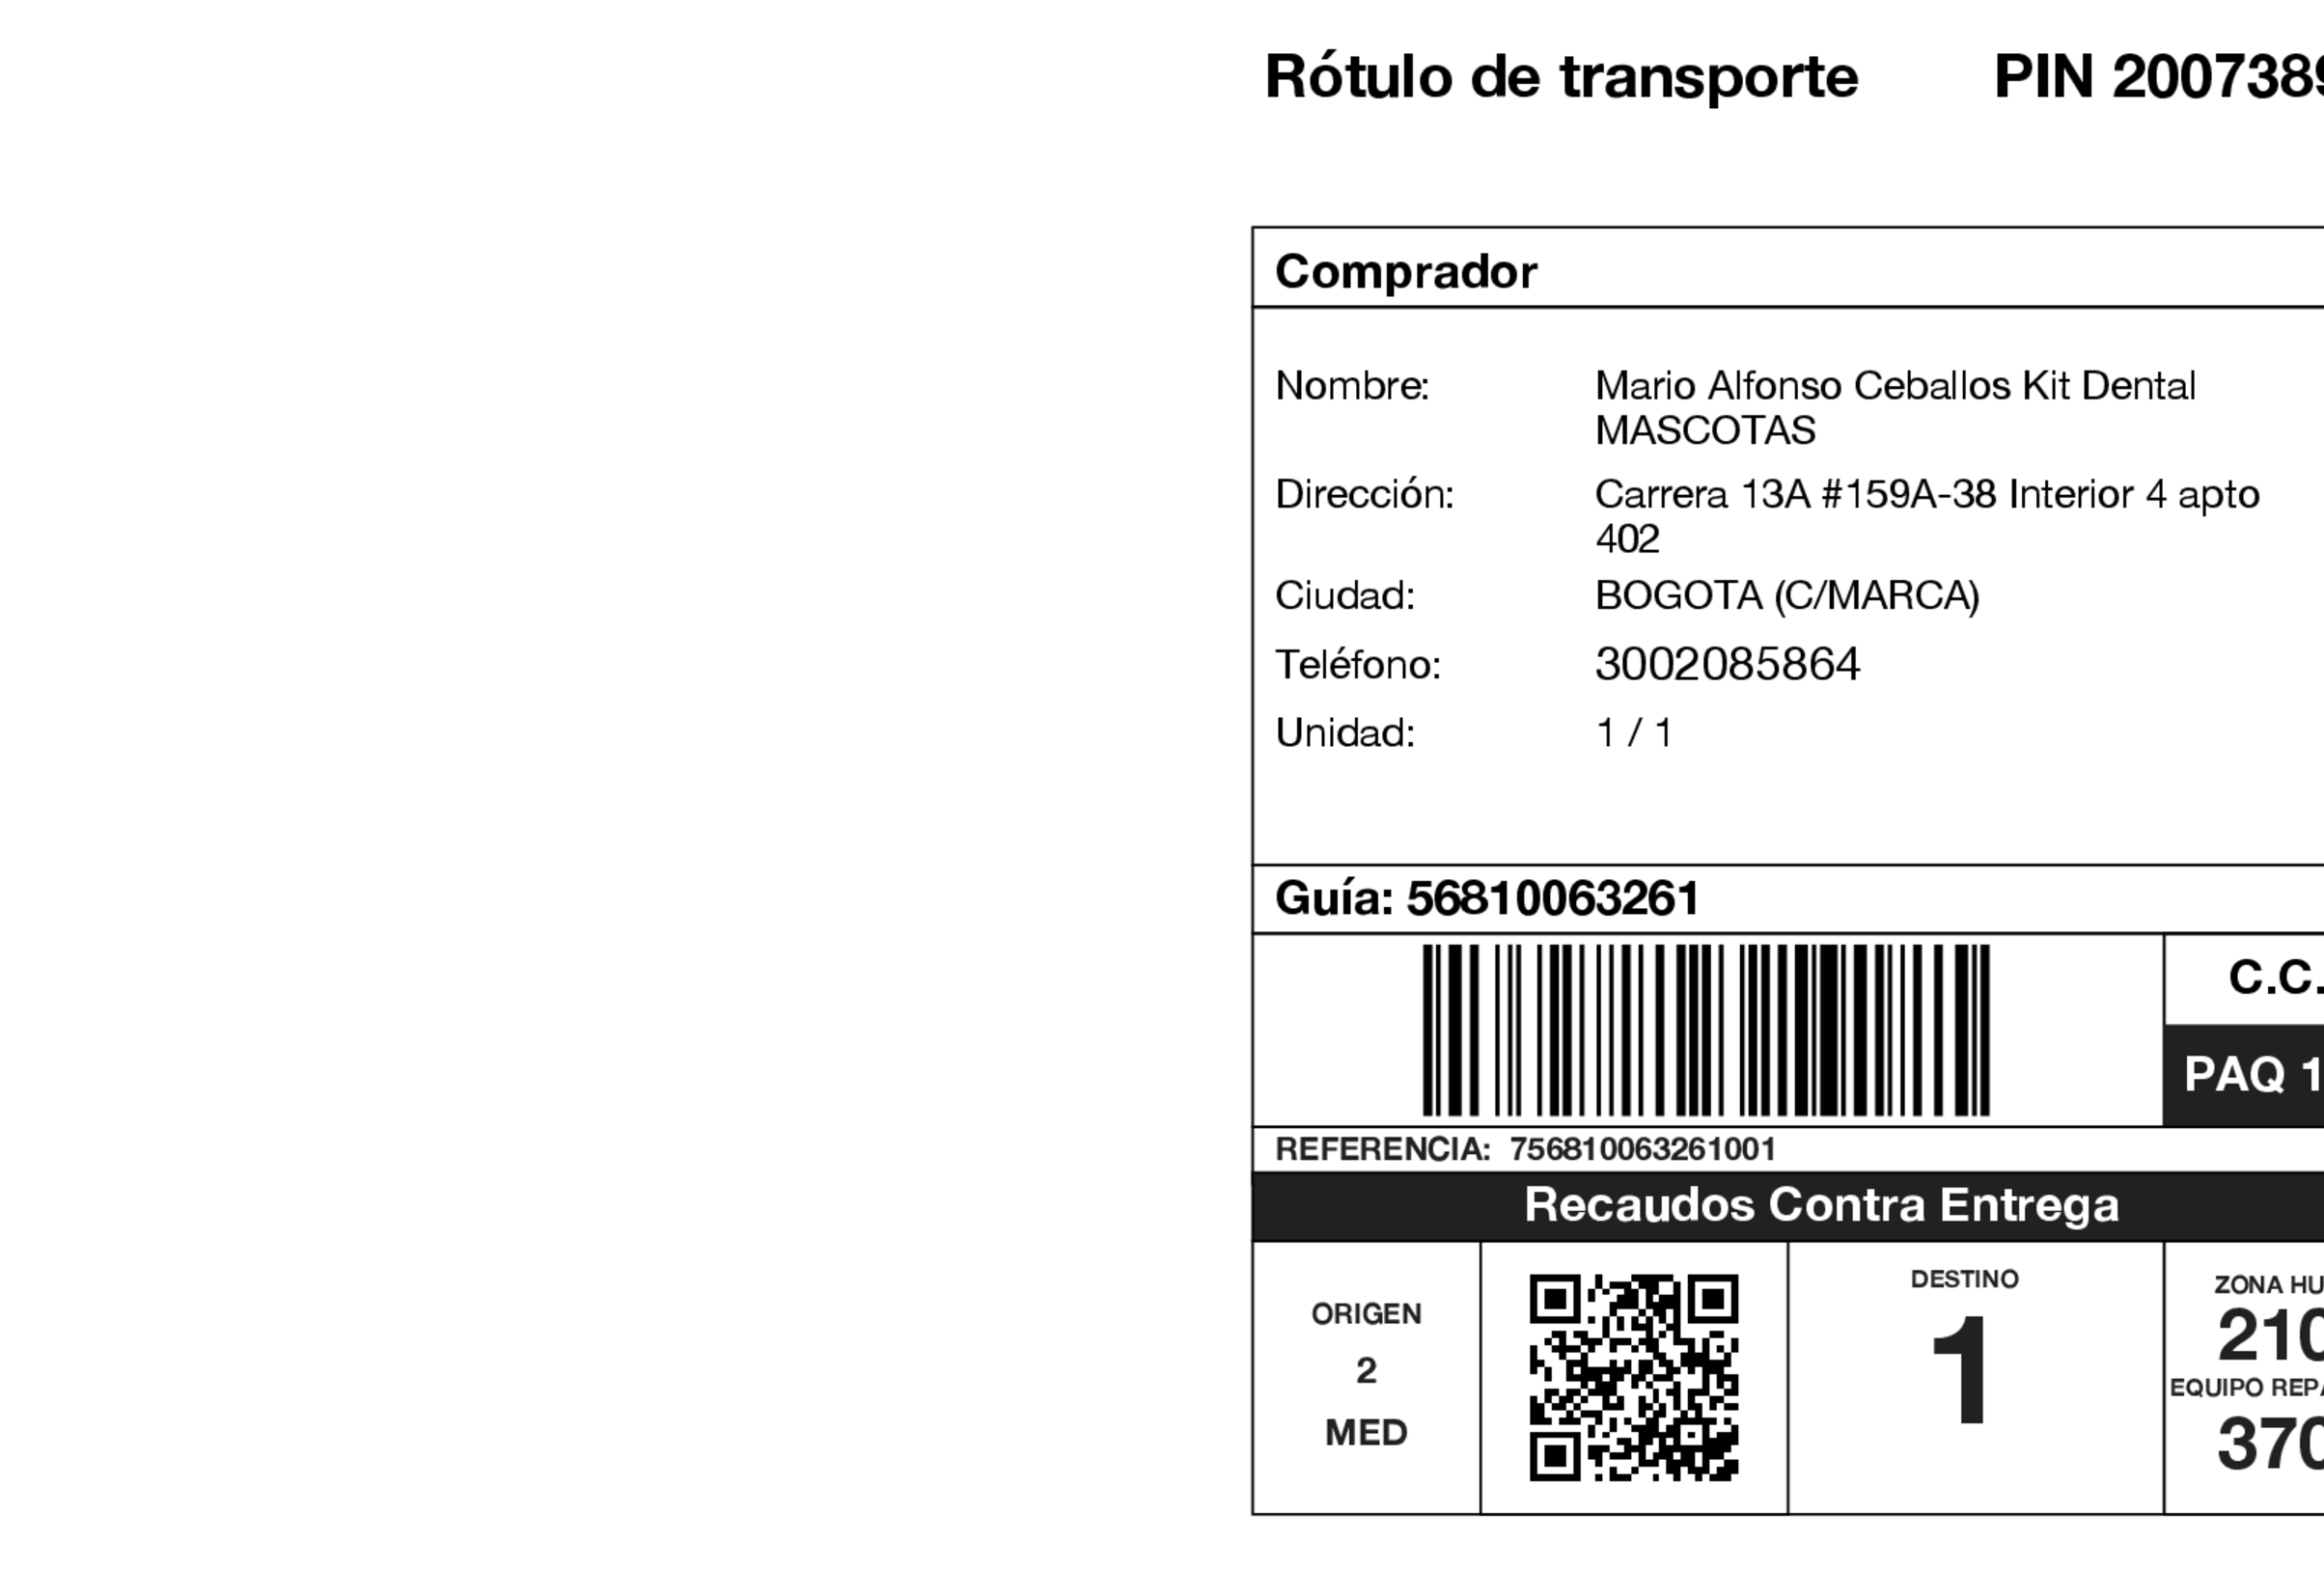 Rótulo de transporte PIN 200738
Comprador
Nombre: Mario Alfonso Ceballos Kit Dental
MASCOTAS
Dirección: Carrera 13A #159A-38 Interior 4 apto
402
Ciudad: BOGOTA (C/MARCA)
Teléfono: 3002085864
Unidad: 1 / 1
Guía: 56810063261
C.C.
PAQ 1
REFERENCIA: 756810063261001
Recaudos Contra Entrega
ORIGEN
2
MED
DESTINO
1
ZONA HU
210
EQUIPO REP
370